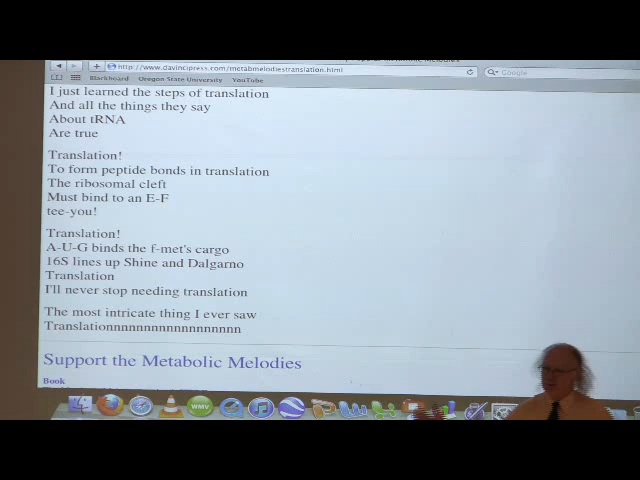 http://www.davincipress.com/metabmelodiestranslation.html
Google
Blackboard Oregon State University YouTube
I just learned the steps of translation
And all the things they say
About tRNA
Are true
Translation!
To form peptide bonds in translation
The ribosomal cleft
Must bind to an E-F
tee-you!
Translation!
A-U-G binds the f-met's cargo
16S lines up Shine and Dalgarno
Translation
I'll never stop needing translation
The most intricate thing I ever saw
Translationnnnnnnnnnnnnnnnnnn
Support the Metabolic Melodies
Book
WMV